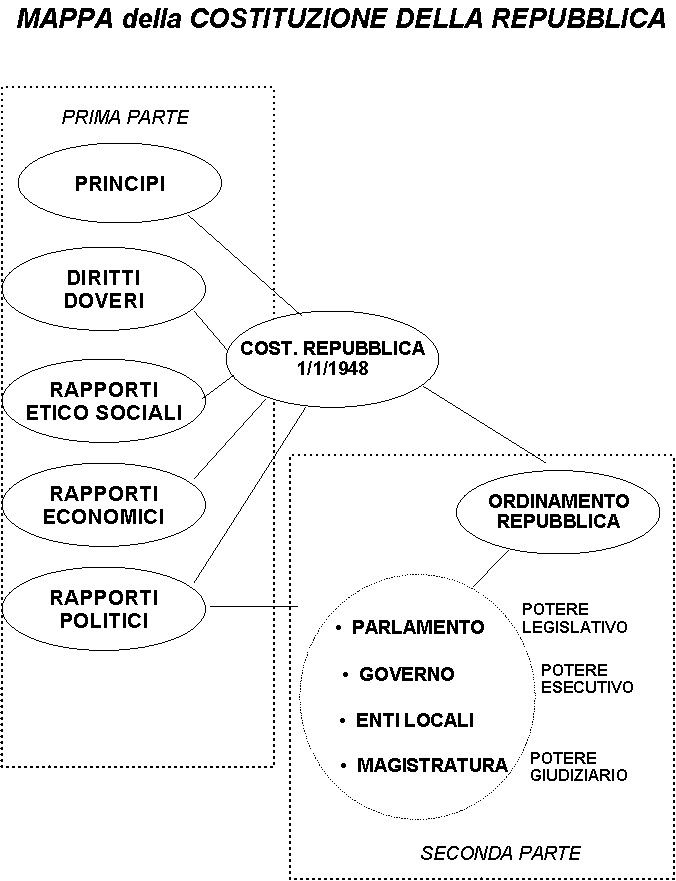 MAPPA della COSTITUZIONE DELLA REPUBBLICA
PRIMA PARTE
PRINCIPI
DIRITTI
DOVERI
COST. REPUBBLICA
1/1/1948
RAPPORTI
ETICO SOCIALI
RAPPORTI
ECONOMICI
RAPPORTI
POLITICI
ORDINAMENTO
REPUBBLICA
• PARLAMENTO
POTERE
LEGISLATIVO
• GOVERNO
POTERE
ESECUTIVO
• ENTI LOCALI
• MAGISTRATURA
POTERE
GIUDIZIARIO
SECONDA PARTE